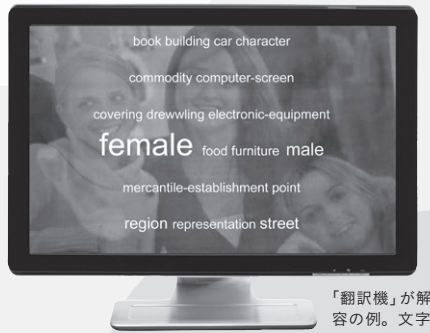 book building car character
commodity computer-screen
covering drewwling electronic-equipment
female food furniture male
mercantile-establishment point
region representation street
「翻訳機」が解
容の例。文字